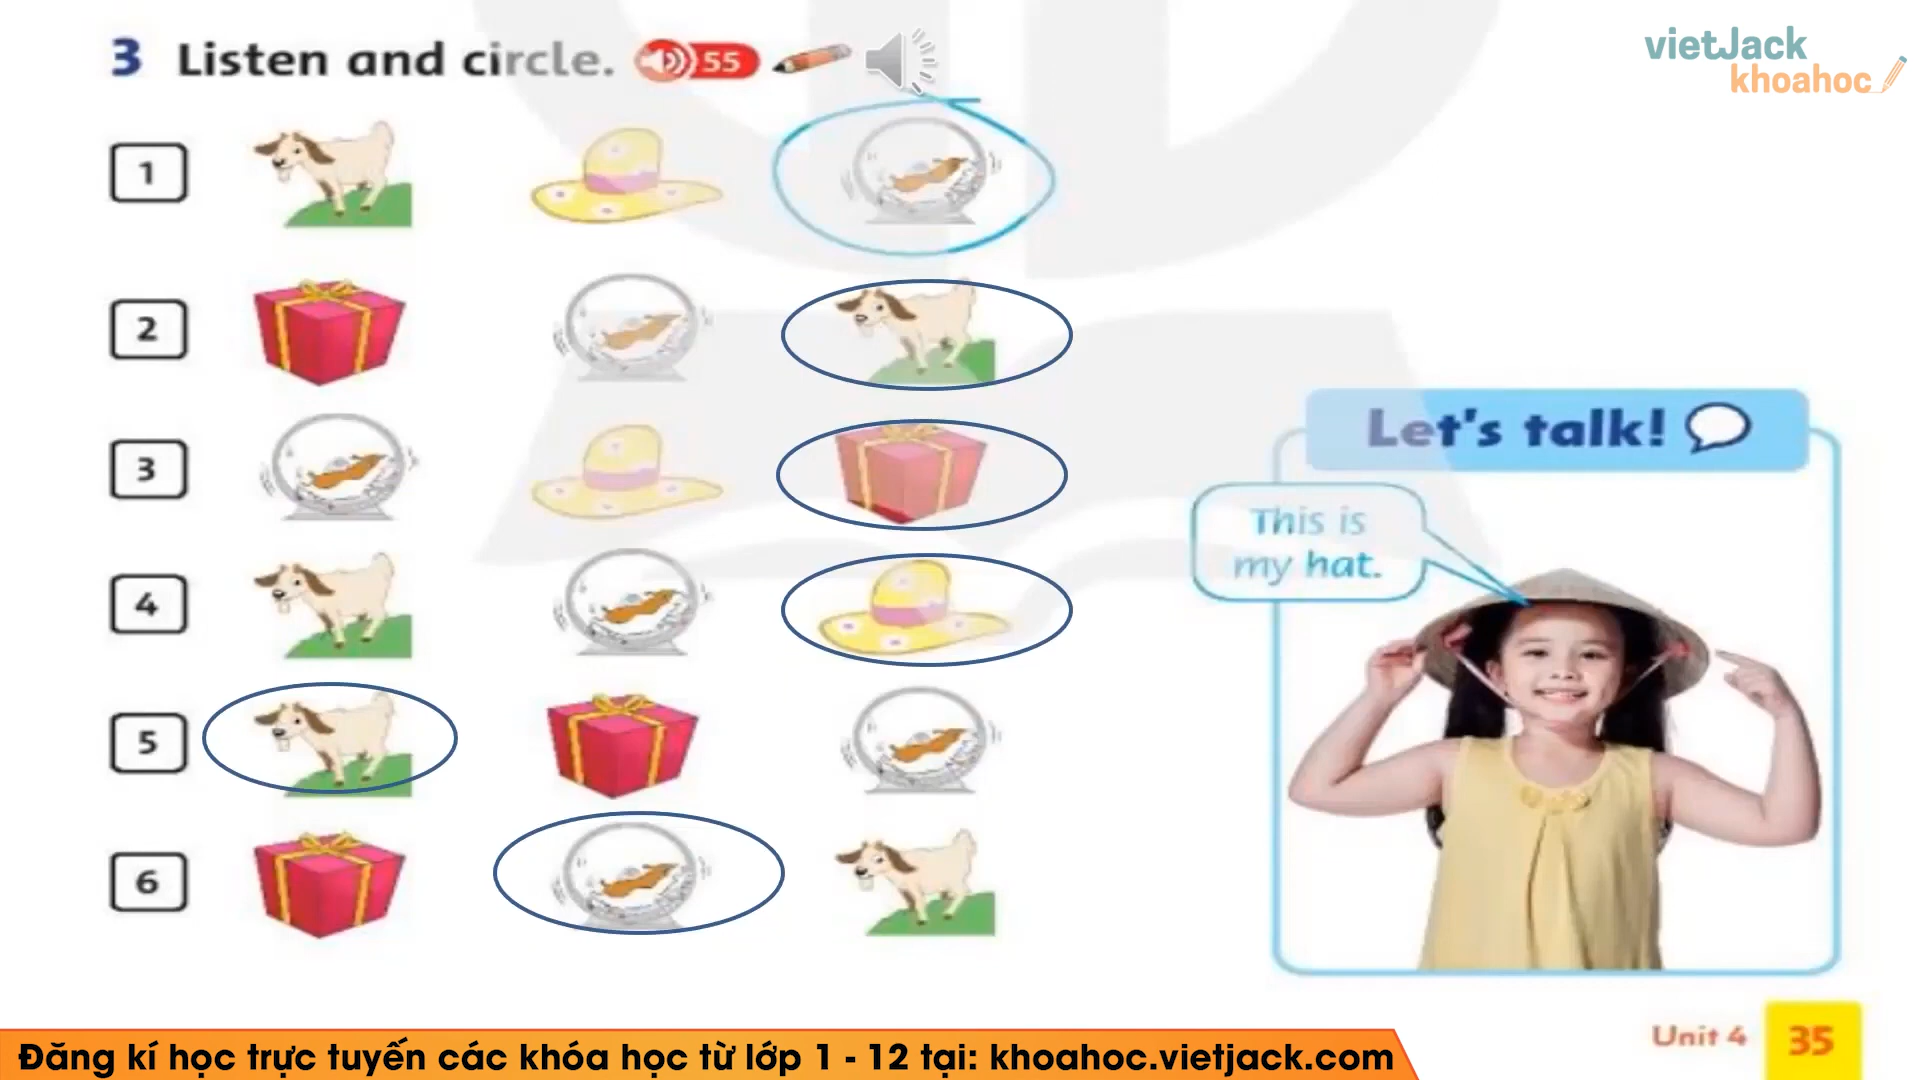 3 Listen and circle. 55
vietJack
khoahoc
1
2
3
4
5
6
Let's talk!
This is
my hat.
Unit 4 35
Đăng kí học trực tuyến các khóa học từ lớp 1 - 12 tại: khoahoc.vietjack.com